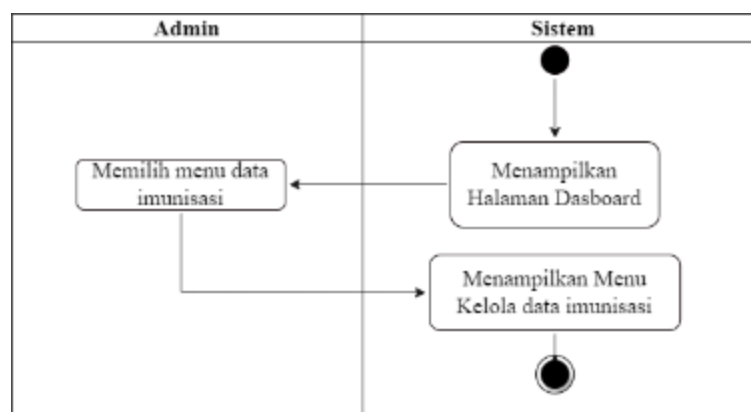 Admin
Sistem
Menampilkan
Halaman Dasboard
Memilih menu data
imunisasi
Menampilkan Menu
Kelola data imunisasi